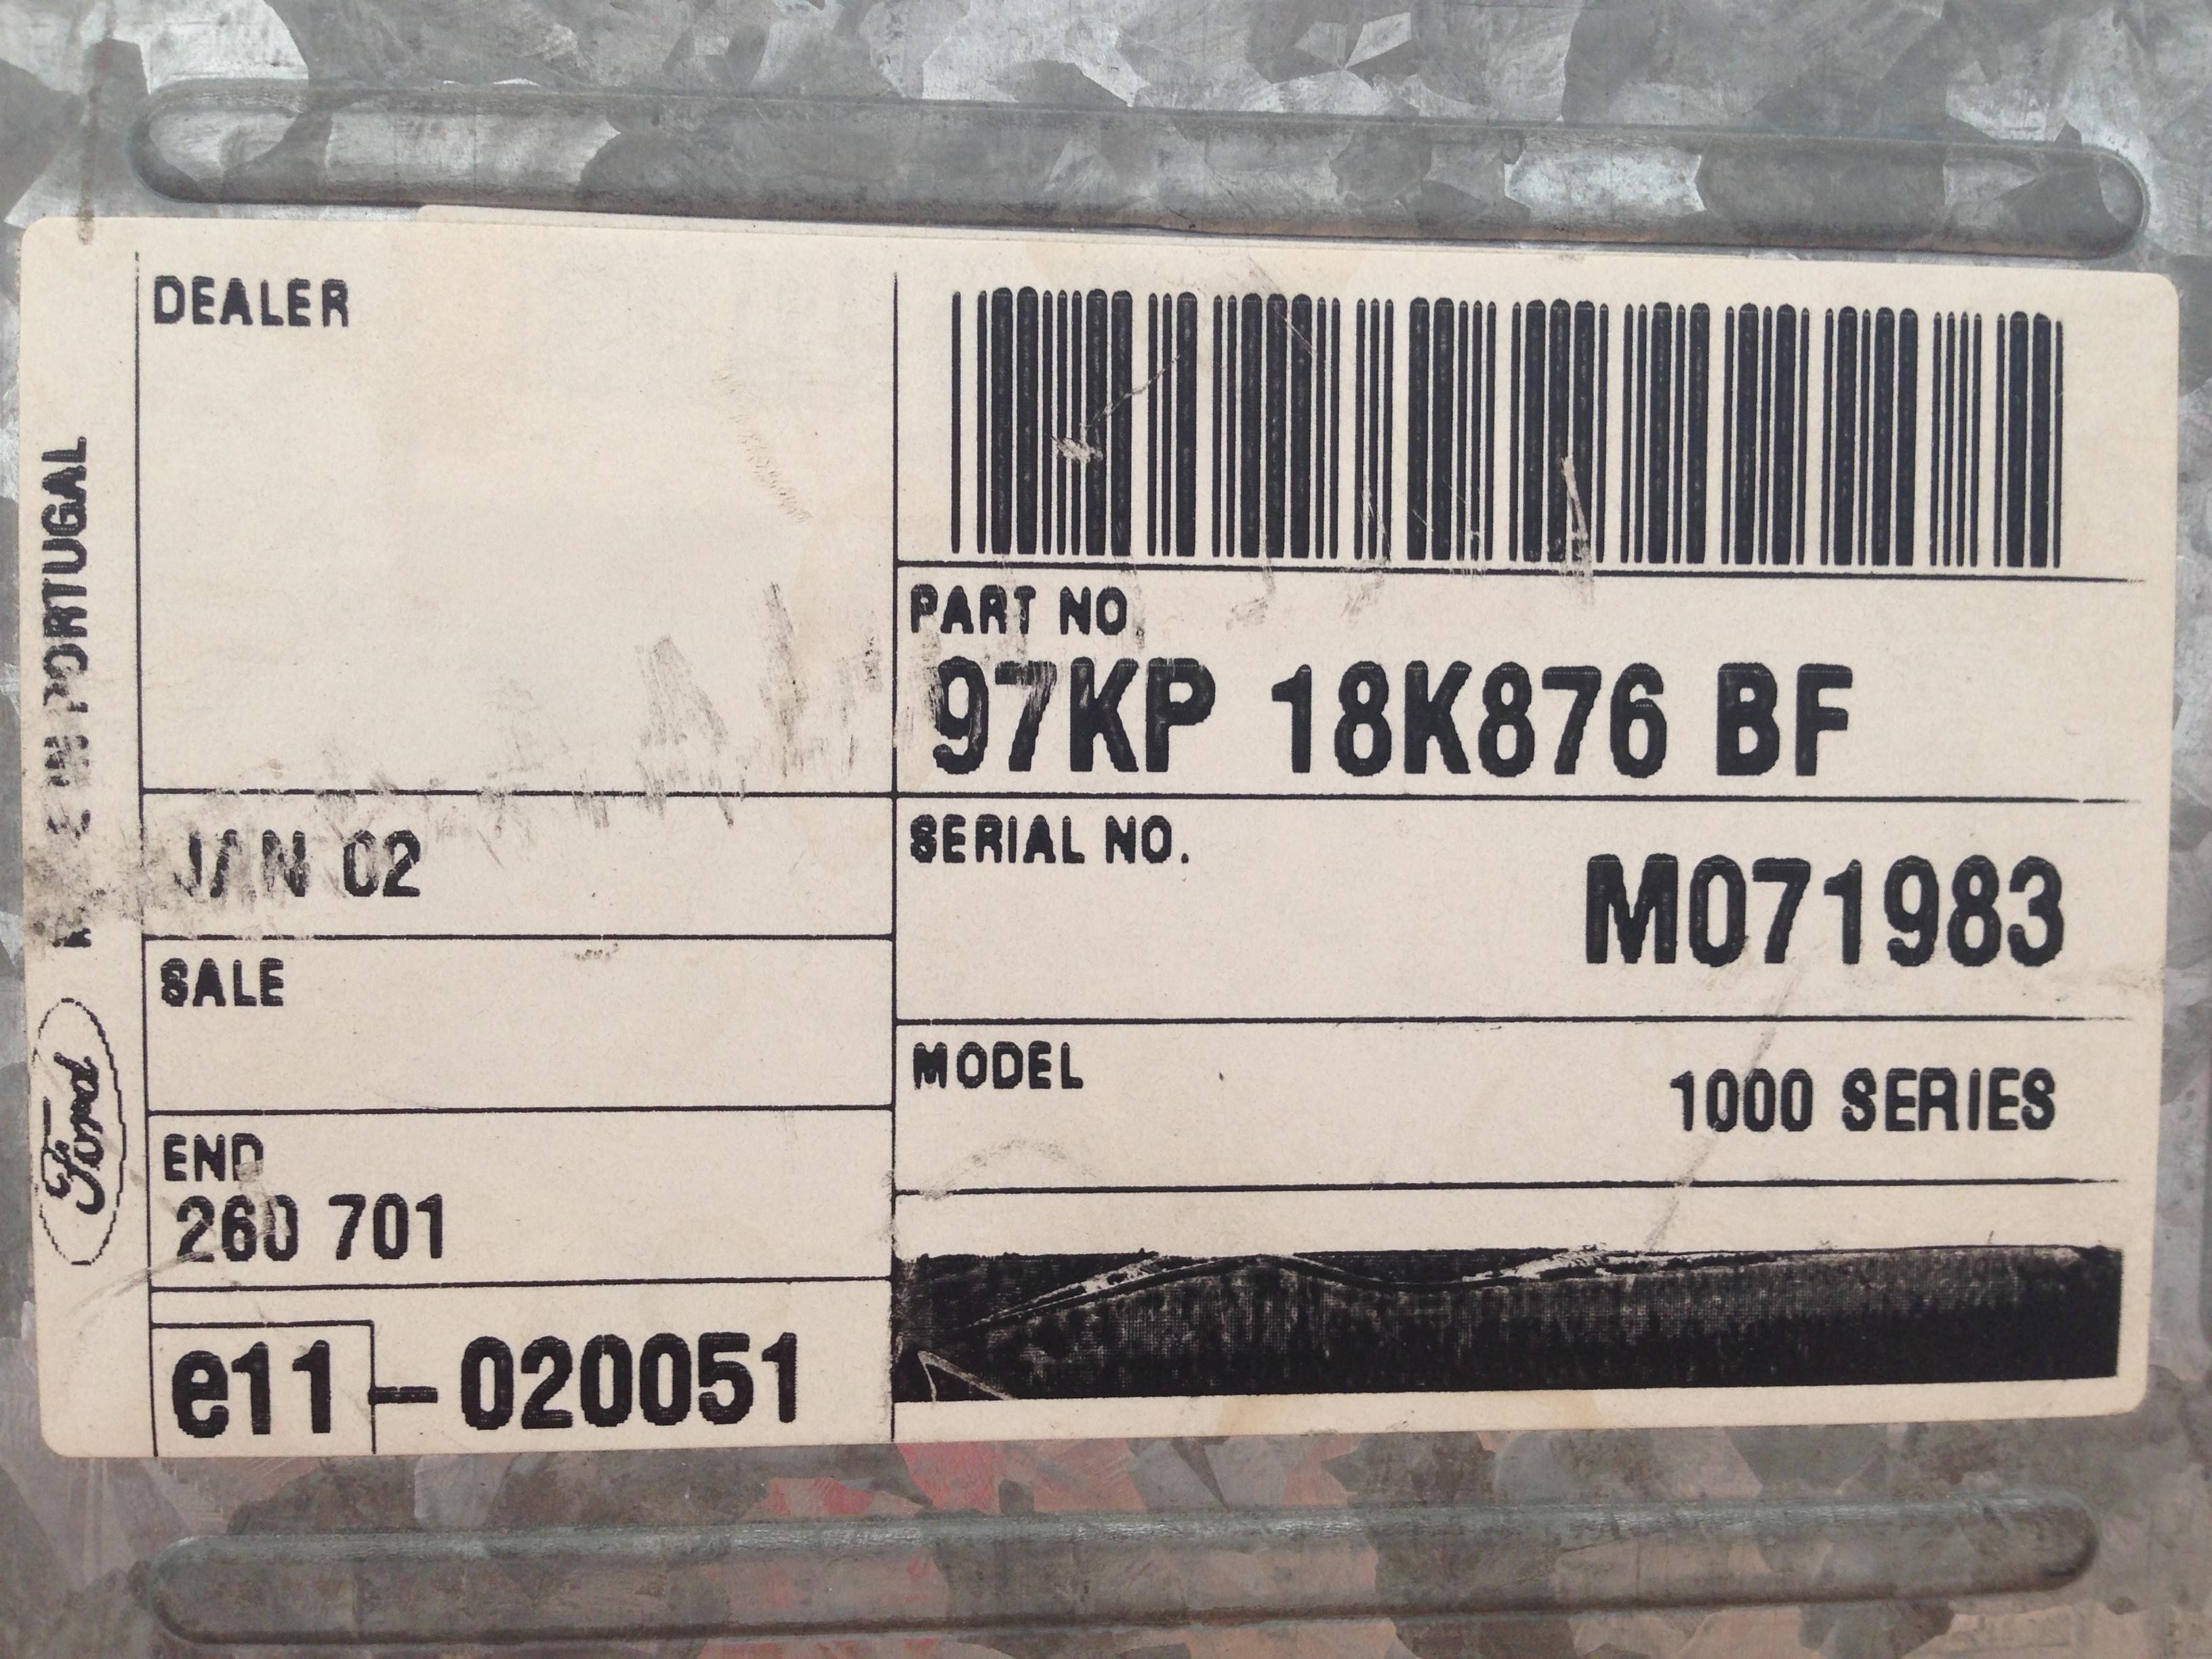 DEALER
JAN 02
SALE
END
260 701
e11-020051
PART NO.
97KP 18K876 BF
SERIAL NO.
M071983
MODEL
1000 SERIES
IN PORTUGAL
Ford